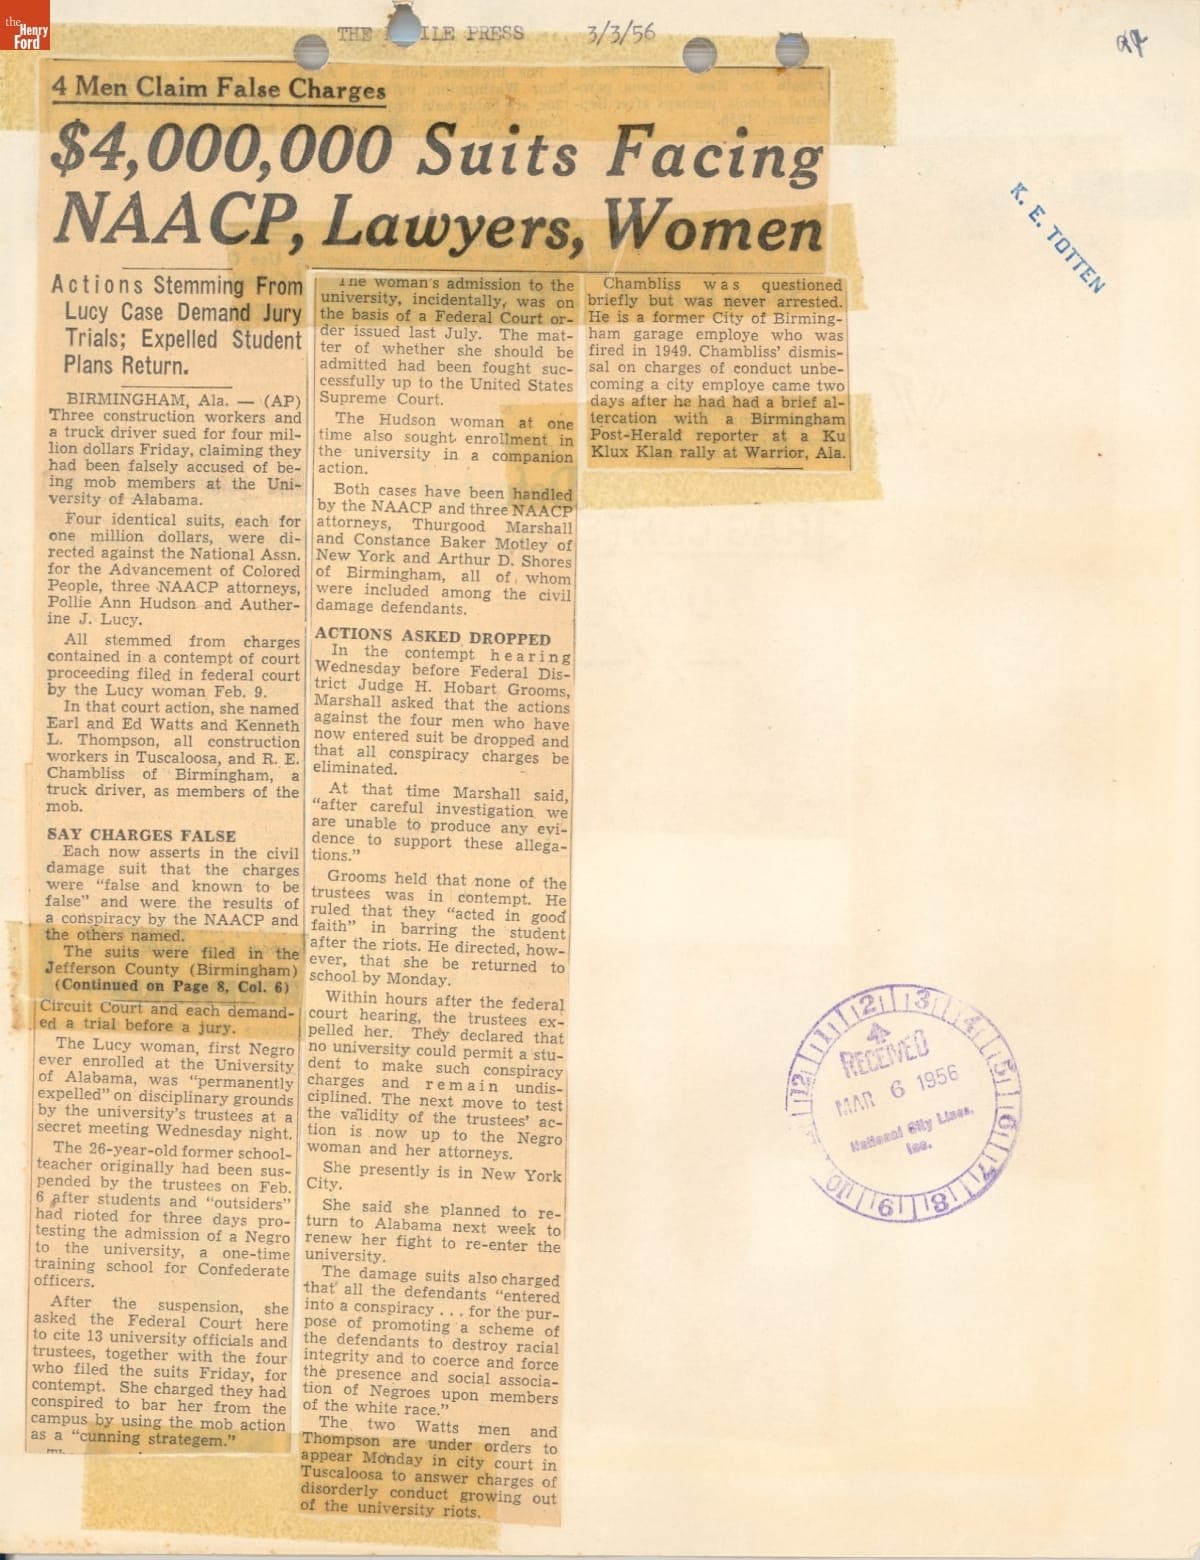 the
Henry
Ford
THE ILE PRESS 3/3/56
27
4 Men Claim False Charges
$4,000,000 Suits Facing
NAACP, Lawyers, Women
K. E. TOTTEN
Actions Stemming From
Lucy Case Demand Jury
Trials; Expelled Student
Plans Return.
BIRMINGHAM, Ala. — (AP)
Three construction workers and
a truck driver sued for four mil-
lion dollars Friday, claiming they
had been falsely accused of be-
ing mob members at the Uni-
versity of Alabama.
Four identical suits, each for
one million dollars, were di-
rected against the National Assn.
for the Advancement of Colored
People, three NAACP attorneys,
Pollie Ann Hudson and Auther-
ine J. Lucy.
All stemmed from charges
contained in a contempt of court
proceeding filed in federal court
by the Lucy woman Feb. 9.
In that court action, she named
Earl and Ed Watts and Kenneth
L. Thompson, all construction
workers in Tuscaloosa, and R. E.
Chambliss of Birmingham, a
truck driver, as members of the
mob.
SAY CHARGES FALSE
Each now asserts in the civil
damage suit that the charges
were "false and known to be
false" and were the results of
a conspiracy by the NAACP and
the others named.
The suits were filed in the
Jefferson County (Birmingham)
(Continued on Page 8, Col. 6)
Circuit Court and each demand-
ed a trial before a jury.
The Lucy woman, first Negro
ever enrolled at the University
of Alabama, was "permanently
expelled" on disciplinary grounds
by the university's trustees at a
secret meeting Wednesday night.
The 26-year-old former school-
teacher originally had been sus-
pended by the trustees on Feb.
6 after students and "outsiders"
had rioted for three days pro-
testing the admission of a Negro
to the university, a one-time
training school for Confederate
officers.
After the suspension, she
asked the Federal Court here
to cite 13 university officials and
trustees, together with the four
who filed the suits Friday, for
contempt. She charged they had
conspired to bar her from the
campus by using the mob action
as a "cunning strategem."
The woman's admission to the
university, incidentally, was on
the basis of a Federal Court or-
der issued last July. The mat-
ter of whether she should be
admitted had been fought suc-
cessfully up to the United States
Supreme Court.
The Hudson woman at one
time also sought enrollment in
the university in a companion
action.
Both cases have been handled
by the NAACP and three NAACP
attorneys, Thurgood Marshall
and Constance Baker Motley of
New York and Arthur D. Shores
of Birmingham, all of whom
were included among the civil
damage defendants.
ACTIONS ASKED DROPPED
In the contempt hearing
Wednesday before Federal Dis-
trict Judge H. Hobart Grooms,
Marshall asked that the actions
against the four men who have
now entered suit be dropped and
that all conspiracy charges be
eliminated.
At that time Marshall said,
"after careful investigation we
are unable to produce any evi-
dence to support these allega-
tions."
Grooms held that none of the
trustees was in contempt. He
ruled that they "acted in good
faith" in barring the student
after the riots. He directed, how-
ever, that she be returned to
school by Monday.
Within hours after the federal
court hearing, the trustees ex-
pelled her. They declared that
no university could permit a stu-
dent to make such conspiracy
charges and remain undis-
ciplined. The next move to test
the validity of the trustees' ac-
tion is now up to the Negro
woman and her attorneys.
She presently is in New York
City.
She said she planned to re-
turn to Alabama next week to
renew her fight to re-enter the
university.
The damage suits also charged
that all the defendants "entered
into a conspiracy . . . for the pur-
pose of promoting a scheme of
the defendants to destroy racial
integrity and to coerce and force
the presence and social associa-
tion of Negroes upon members
of the white race."
The two Watts men and
Thompson are under orders to
appear Monday in city court in
Tuscaloosa to answer charges of
disorderly conduct growing out
of the university riots.
Chambliss was questioned
briefly but was never arrested.
He is a former City of Birming-
ham garage employe who was
fired in 1949. Chambliss' dismis-
sal on charges of conduct unbe-
coming a city employe came two
days after he had had a brief al-
tercation with a Birmingham
Post-Herald reporter at a Ku
Klux Klan rally at Warrior, Ala.
12 1 2 3 4 5 6 7 8 9 10
RECEIVED
MAR 6 1956
National City Lines,
Inc.